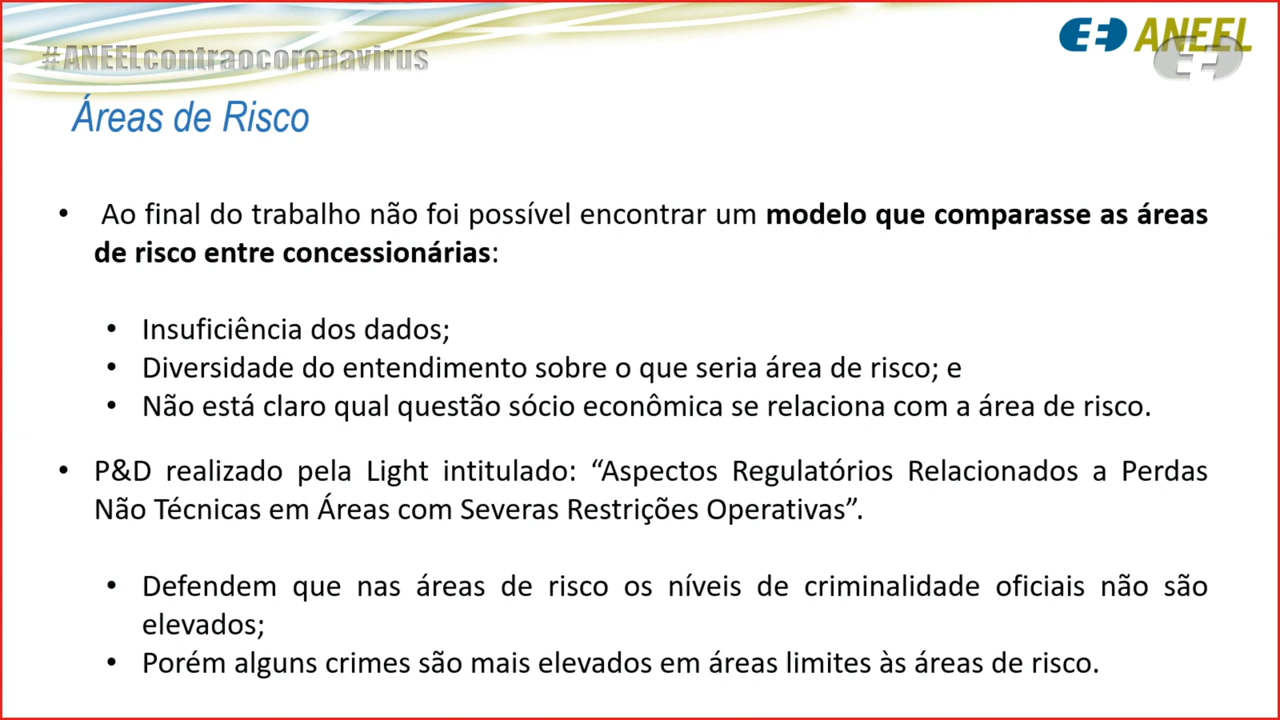 #ANEELcontraocoronavirus
ANEEL
Áreas de Risco
• Ao final do trabalho não foi possível encontrar um modelo que comparasse as áreas
de risco entre concessionárias:
• Insuficiência dos dados;
• Diversidade do entendimento sobre o que seria área de risco; e
• Não está claro qual questão sócio econômica se relaciona com a área de risco.
• P&D realizado pela Light intitulado: “Aspectos Regulatórios Relacionados a Perdas
Não Técnicas em Áreas com Severas Restrições Operativas”.
• Defendem que nas áreas de risco os níveis de criminalidade oficiais não são
elevados;
• Porém alguns crimes são mais elevados em áreas limites às áreas de risco.